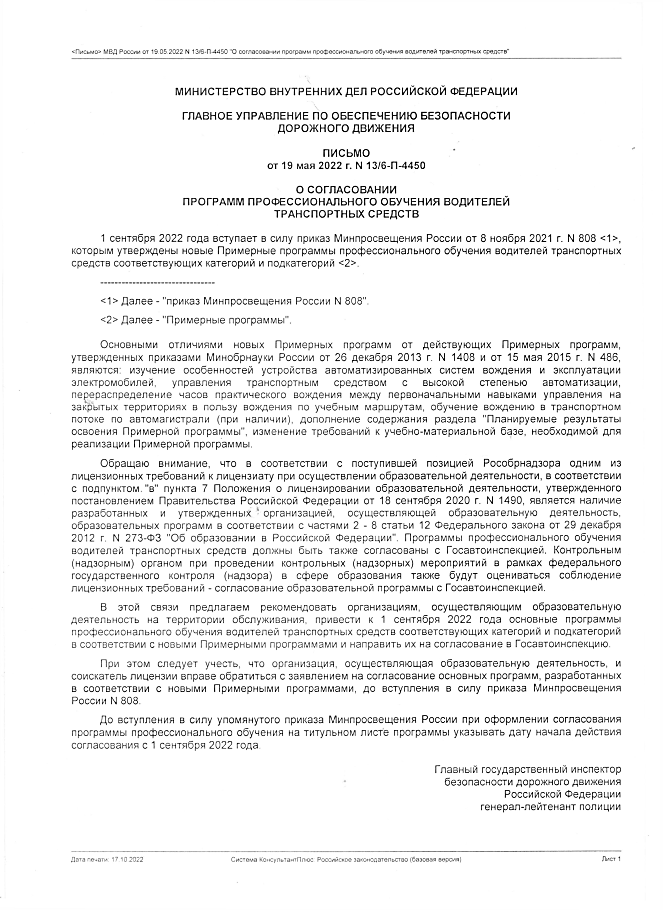 <Письмо> МВД России от 19.05.2022 N 13/6-П-4450 "О согласовании программ профессионального обучения водителей транспортных средств"
МИНИСТЕРСТВО ВНУТРЕННИХ ДЕЛ РОССИЙСКОЙ ФЕДЕРАЦИИ
ГЛАВНОЕ УПРАВЛЕНИЕ ПО ОБЕСПЕЧЕНИЮ БЕЗОПАСНОСТИ
ДОРОЖНОГО ДВИЖЕНИЯ
ПИСЬМО
от 19 мая 2022 г. N 13/6-П-4450
О СОГЛАСОВАНИИ
ПРОГРАММ ПРОФЕССИОНАЛЬНОГО ОБУЧЕНИЯ ВОДИТЕЛЕЙ
ТРАНСПОРТНЫХ СРЕДСТВ
1 сентября 2022 года вступает в силу приказ Минпросвещения России от 8 ноября 2021 г. N 808 <1>,
которым утверждены новые Примерные программы профессионального обучения водителей транспортных
средств соответствующих категорий и подкатегорий <2>.
--------------------------------
<1> Далее - "приказ Минпросвещения России N 808".
<2> Далее - "Примерные программы".
Основными отличиями новых Примерных программ от действующих Примерных программ,
утвержденных приказами Минобрнауки России от 26 декабря 2013 г. N 1408 и от 15 мая 2015 г. N 486,
являются: изучение особенностей устройства автоматизированных систем вождения и эксплуатации
электромобилей, управления транспортным средством с высокой степенью автоматизации,
перераспределение часов практического вождения между первоначальными навыками управления на
закрытых территориях в пользу вождения по учебным маршрутам, обучение вождению в транспортном
потоке по автомагистрали (при наличии), дополнение содержания раздела "Планируемые результаты
освоения Примерной программы", изменение требований к учебно-материальной базе, необходимой для
реализации Примерной программы.
Обращаю внимание, что в соответствии с поступившей позицией Рособрнадзора одним из
лицензионных требований к лицензиату при осуществлении образовательной деятельности, в соответствии
с подпунктом "в" пункта 7 Положения о лицензировании образовательной деятельности, утвержденного
постановлением Правительства Российской Федерации от 18 сентября 2020 г. N 1490, является наличие
разработанных и утвержденных организацией, осуществляющей образовательную деятельность,
образовательных программ в соответствии с частями 2 - 8 статьи 12 Федерального закона от 29 декабря
2012 г. N 273-ФЗ "Об образовании в Российской Федерации". Программы профессионального обучения
водителей транспортных средств должны быть также согласованы с Госавтоинспекцией. Контрольным
(надзорным) органом при проведении контрольных (надзорных) мероприятий в рамках федерального
государственного контроля (надзора) в сфере образования также будут оцениваться соблюдение
лицензионных требований - согласование образовательной программы с Госавтоинспекцией.
В этой связи предлагаем рекомендовать организациям, осуществляющим образовательную
деятельность на территории обслуживания, привести к 1 сентября 2022 года основные программы
профессионального обучения водителей транспортных средств соответствующих категорий и подкатегорий
в соответствии с новыми Примерными программами и направить их на согласование в Госавтоинспекцию.
При этом следует учесть, что организация, осуществляющая образовательную деятельность, и
соискатель лицензии вправе обратиться с заявлением на согласование основных программ, разработанных
в соответствии с новыми Примерными программами, до вступления в силу приказа Минпросвещения
России N 808.
До вступления в силу упомянутого приказа Минпросвещения России при оформлении согласования
программы профессионального обучения на титульном листе программы указывать дату начала действия
согласования с 1 сентября 2022 года.
Главный государственный инспектор
безопасности дорожного движения
Российской Федерации
генерал-лейтенант полиции
Дата печати: 17.10.2022 Система КонсультантПлюс: Российское законодательство (базовая версия) Лист 1